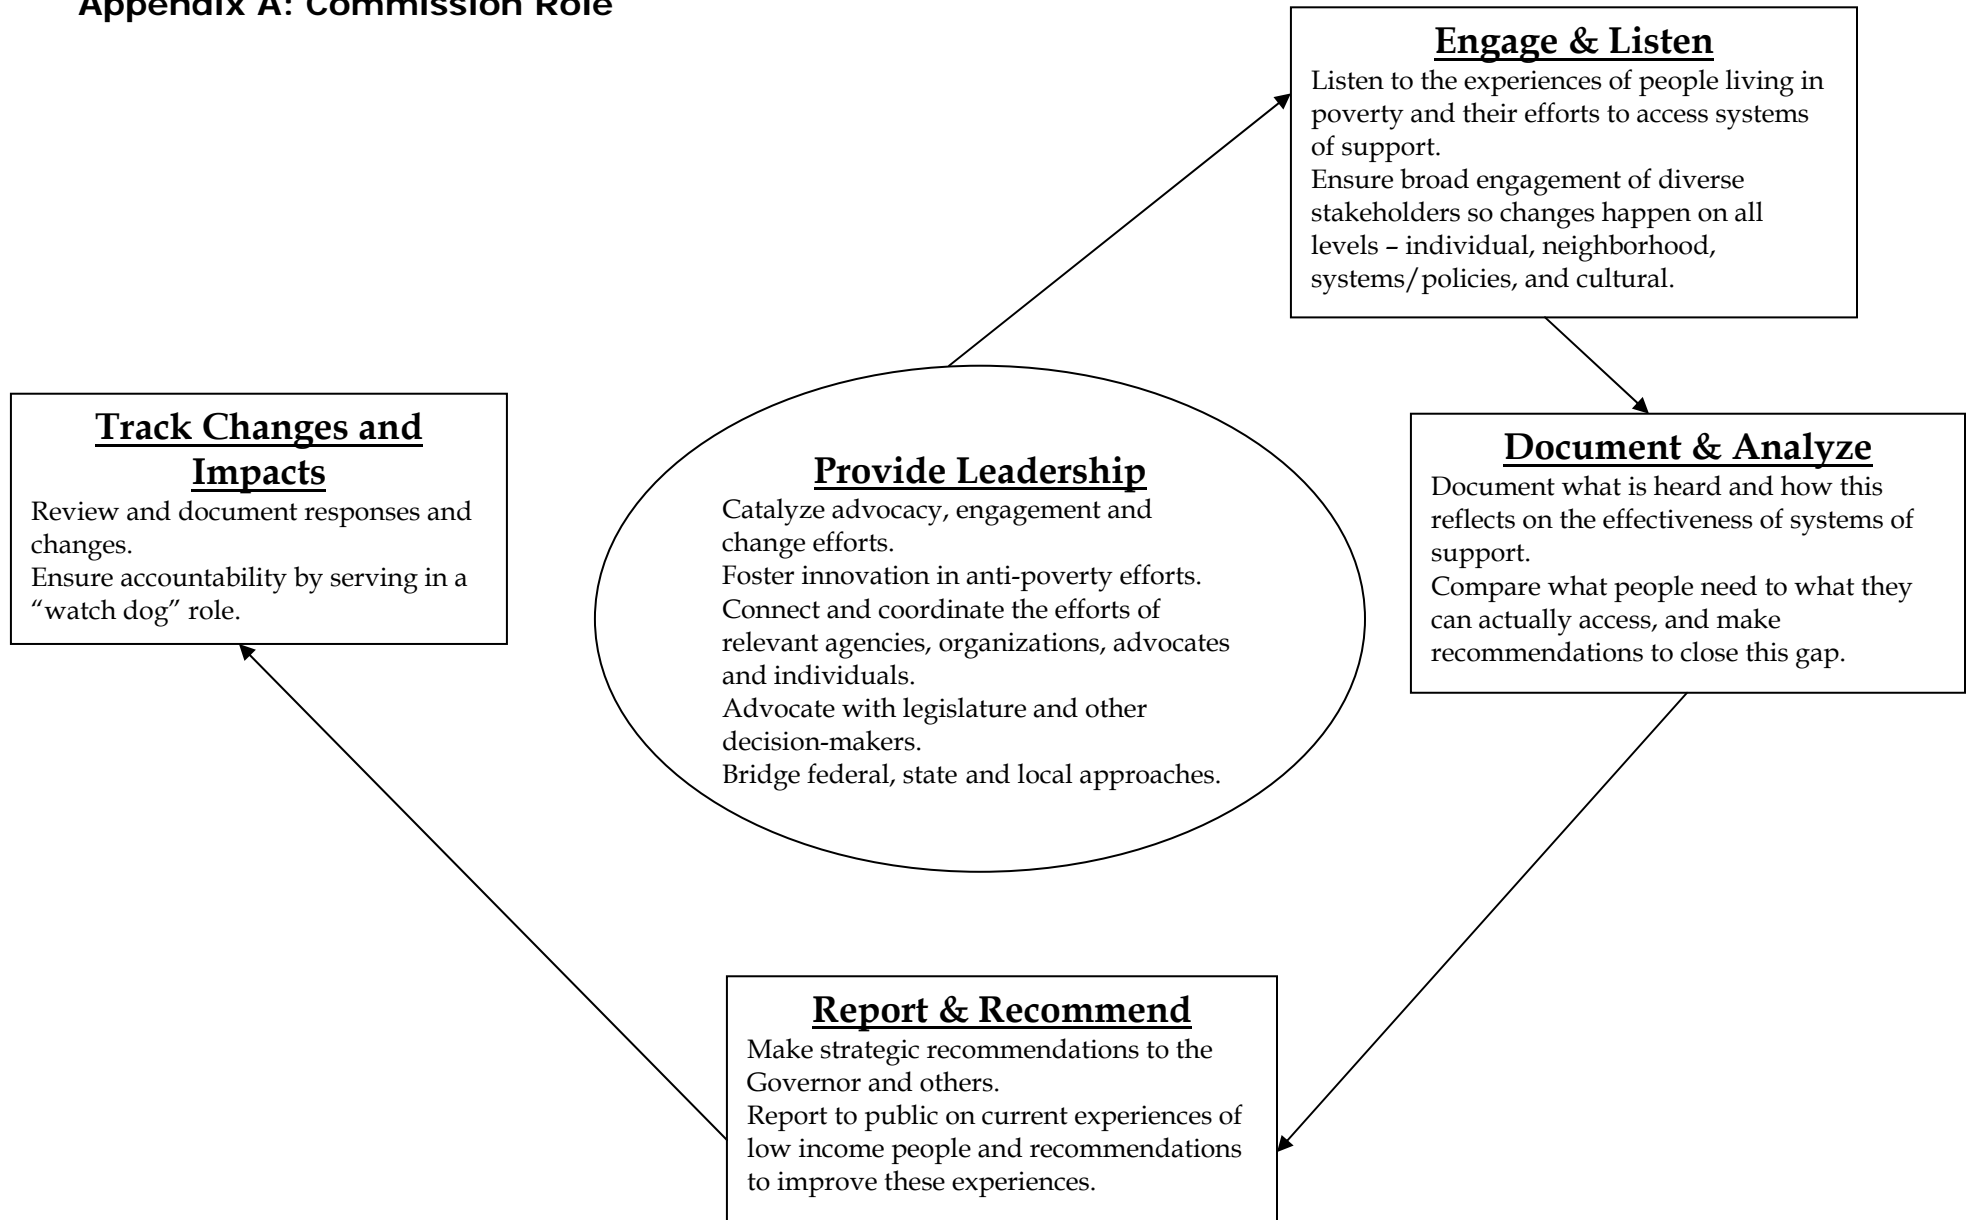 Appendix A: Commission Role
Engage & Listen
Listen to the experiences of people living in
poverty and their efforts to access systems
of support.
Ensure broad engagement of diverse
stakeholders so changes happen on all
levels – individual, neighborhood,
systems/policies, and cultural.
Track Changes and
Impacts
Review and document responses and
changes.
Ensure accountability by serving in a
“watch dog” role.
Provide Leadership
Catalyze advocacy, engagement and
change efforts.
Foster innovation in anti-poverty efforts.
Connect and coordinate the efforts of
relevant agencies, organizations, advocates
and individuals.
Advocate with legislature and other
decision-makers.
Bridge federal, state and local approaches.
Document & Analyze
Document what is heard and how this
reflects on the effectiveness of systems of
support.
Compare what people need to what they
can actually access, and make
recommendations to close this gap.
Report & Recommend
Make strategic recommendations to the
Governor and others.
Report to public on current experiences of
low income people and recommendations
to improve these experiences.